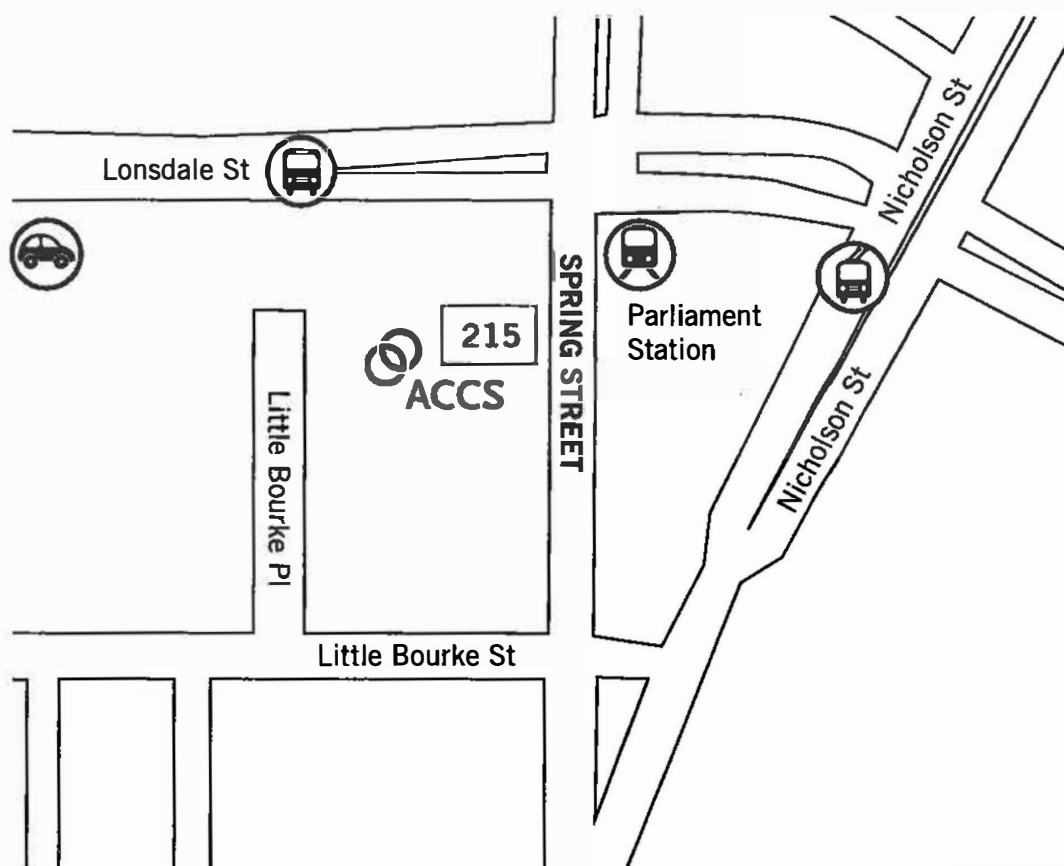 Lonsdale St
Nicholson St
SPRING STREET
Parliament
Station
215
ACCS
Little Bourke Pl
Nicholson St
Little Bourke St